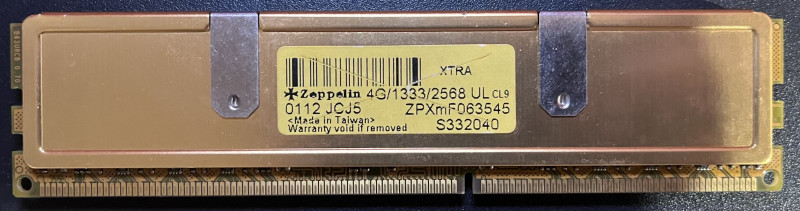 XTRA
Zeppelin 4G/1333/2568 UL CL9
0112 JCJ5 ZPXmF063545
<Made in Taiwan>
Warranty void if removed S332040